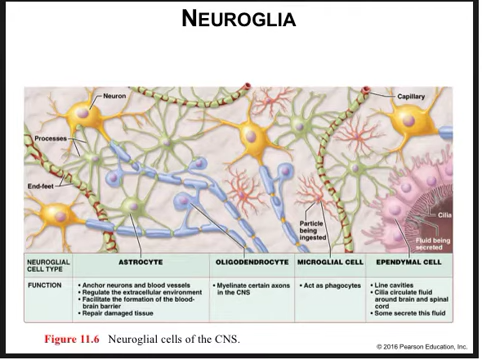 NEUROGLIA
Neuron
Capillary
Processes
End-feet
Particle
being
ingested
Cilia
Fluid being
secreted
NEUROGLIAL
CELL TYPE
ASTROCYTE
OLIGODENDROCYTE
MICROGLIAL CELL
EPENDYMAL CELL
FUNCTION
• Anchor neurons and blood vessels
• Regulate the extracellular environment
• Facilitate the formation of the blood-
brain barrier
• Repair damaged tissue
• Myelinate certain axons
in the CNS
• Act as phagocytes
• Line cavities
• Cilia circulate fluid
around brain and spinal
cord
• Some secrete this fluid
Figure 11.6 Neuroglial cells of the CNS.
© 2016 Pearson Education, Inc.